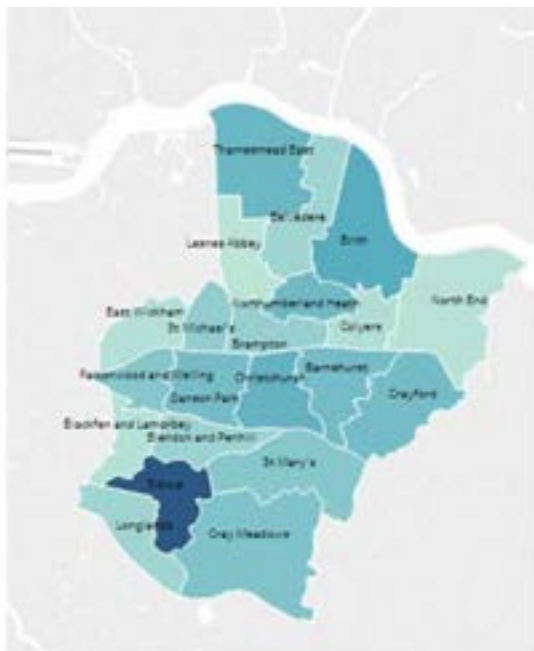 Thamesmead East
Belvedere
Erith
Lesnes Abbey
North End
Northumberland Heath
East Wickham
St Michael's
Colyers
Brampton
Barnehurst
Falconwood and Welling
Christchurch
Crayford
Danson Park
Blackfen and Lamorbey
Blendon and Penhill
St Mary's
Sidcup
Longlands
Cray Meadows